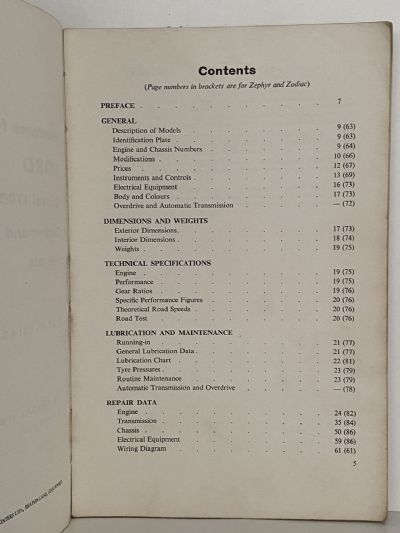 Contents
(Page numbers in brackets are for Zephyr and Zodiac)
PREFACE . . . . . . . . . . 7
GENERAL
Description of Models . . . . . . . 9 (63)
Identification Plate . . . . . . . . 9 (63)
Engine and Chassis Numbers . . . . . . 9 (64)
Modifications . . . . . . . . 10 (66)
Prices . . . . . . . . . 12 (67)
Instruments and Controls . . . . . . . 13 (69)
Electrical Equipment . . . . . . . 16 (73)
Body and Colours . . . . . . . 17 (73)
Overdrive and Automatic Transmission . . . . . — (72)
DIMENSIONS AND WEIGHTS
Exterior Dimensions . . . . . . . . 17 (73)
Interior Dimensions . . . . . . . . 18 (74)
Weights . . . . . . . . . 19 (75)
TECHNICAL SPECIFICATIONS
Engine . . . . . . . . . 19 (75)
Performance . . . . . . . . 19 (75)
Gear Ratios . . . . . . . . 19 (76)
Specific Performance Figures . . . . . . 20 (76)
Theoretical Road Speeds . . . . . . . 20 (76)
Road Test . . . . . . . . 20 (76)
LUBRICATION AND MAINTENANCE
Running-in . . . . . . . . 21 (77)
General Lubrication Data . . . . . . . 21 (77)
Lubrication Chart . . . . . . . . 22 (81)
Tyre Pressures . . . . . . . . 23 (79)
Routine Maintenance . . . . . . . 23 (79)
Automatic Transmission and Overdrive . . . . . — (78)
REPAIR DATA
Engine . . . . . . . . . 24 (82)
Transmission . . . . . . . . 35 (84)
Chassis . . . . . . . . . 50 (86)
Electrical Equipment . . . . . . . 59 (86)
Wiring Diagram . . . . . . . 61 (61)
5